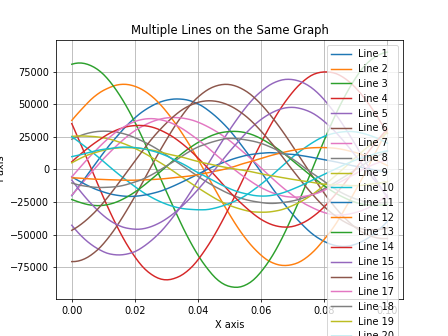 Multiple Lines on the Same Graph
75000
50000
25000
0
−25000
−50000
−75000
0.00
0.02
0.04
0.06
X axis
Line 1
Line 2
Line 3
Line 4
Line 5
Line 6
Line 7
Line 8
Line 9
Line 10
Line 11
Line 12
Line 13
Line 14
Line 15
Line 16
Line 17
Line 18
Line 19
Line 20